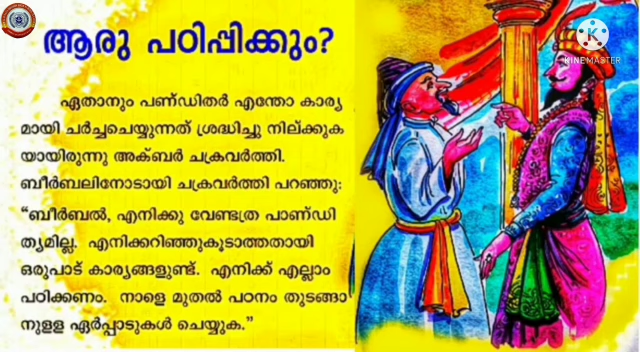 ആരു പഠിപ്പിക്കും?
ഏതാനും പണ്ഡിതർ എന്തോ കാര്യ
മായി ചർച്ചചെയ്യുന്നത് ശ്രദ്ധിച്ചു നില്ക്കുക
യായിരുന്നു അക്ബർ ചക്രവർത്തി.
ബീർബലിനോടായി ചക്രവർത്തി പറഞ്ഞു:
“ബീർബൽ, എനിക്കു വേണ്ടത്ര പാണ്ഡി
ത്യമില്ല. എനിക്കറിഞ്ഞുകൂടാത്തതായി
ഒരുപാട് കാര്യങ്ങളുണ്ട്. എനിക്ക് എല്ലാം
പഠിക്കണം. നാളെ മുതൽ പഠനം തുടങ്ങാ
നുള്ള ഏർപ്പാടുകൾ ചെയ്യുക.”
K
KINEMASTER